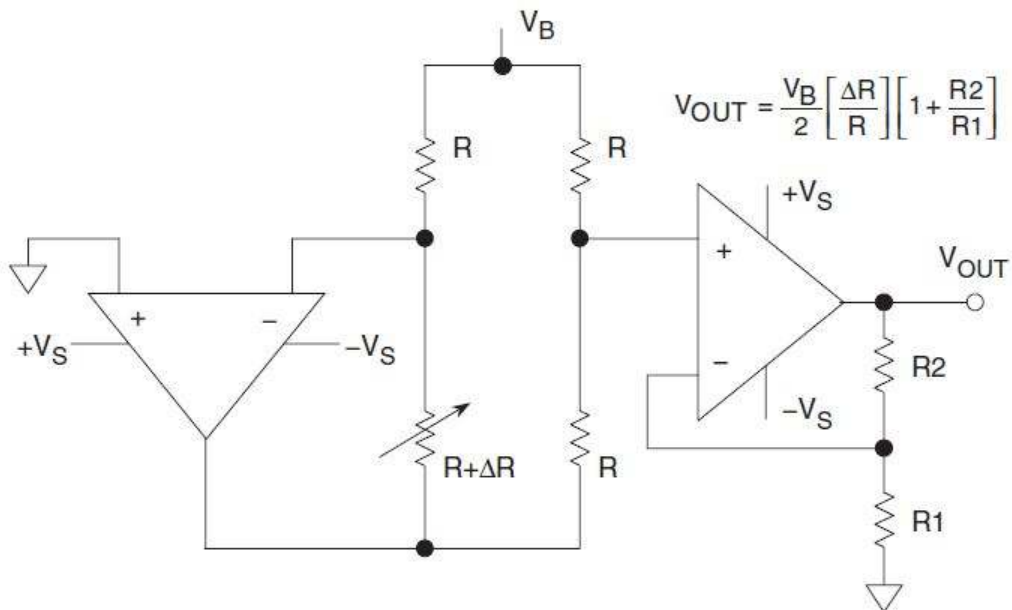 V_B
V_OUT = V_B/2 [ΔR/R] [1 + R2/R1]
R
R
+V_S
+
V_OUT
+
−
+V_S
−V_S
R2
−
−V_S
R+ΔR
R
R1